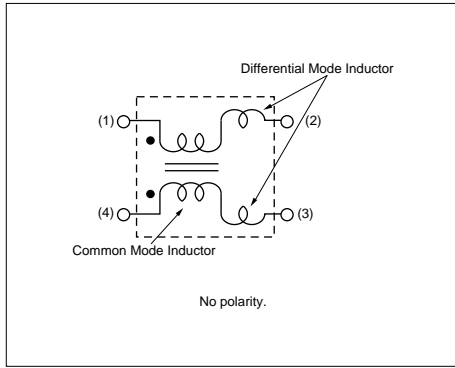 Differential Mode Inductor
(1)
(2)
(4)
(3)
Common Mode Inductor
No polarity.